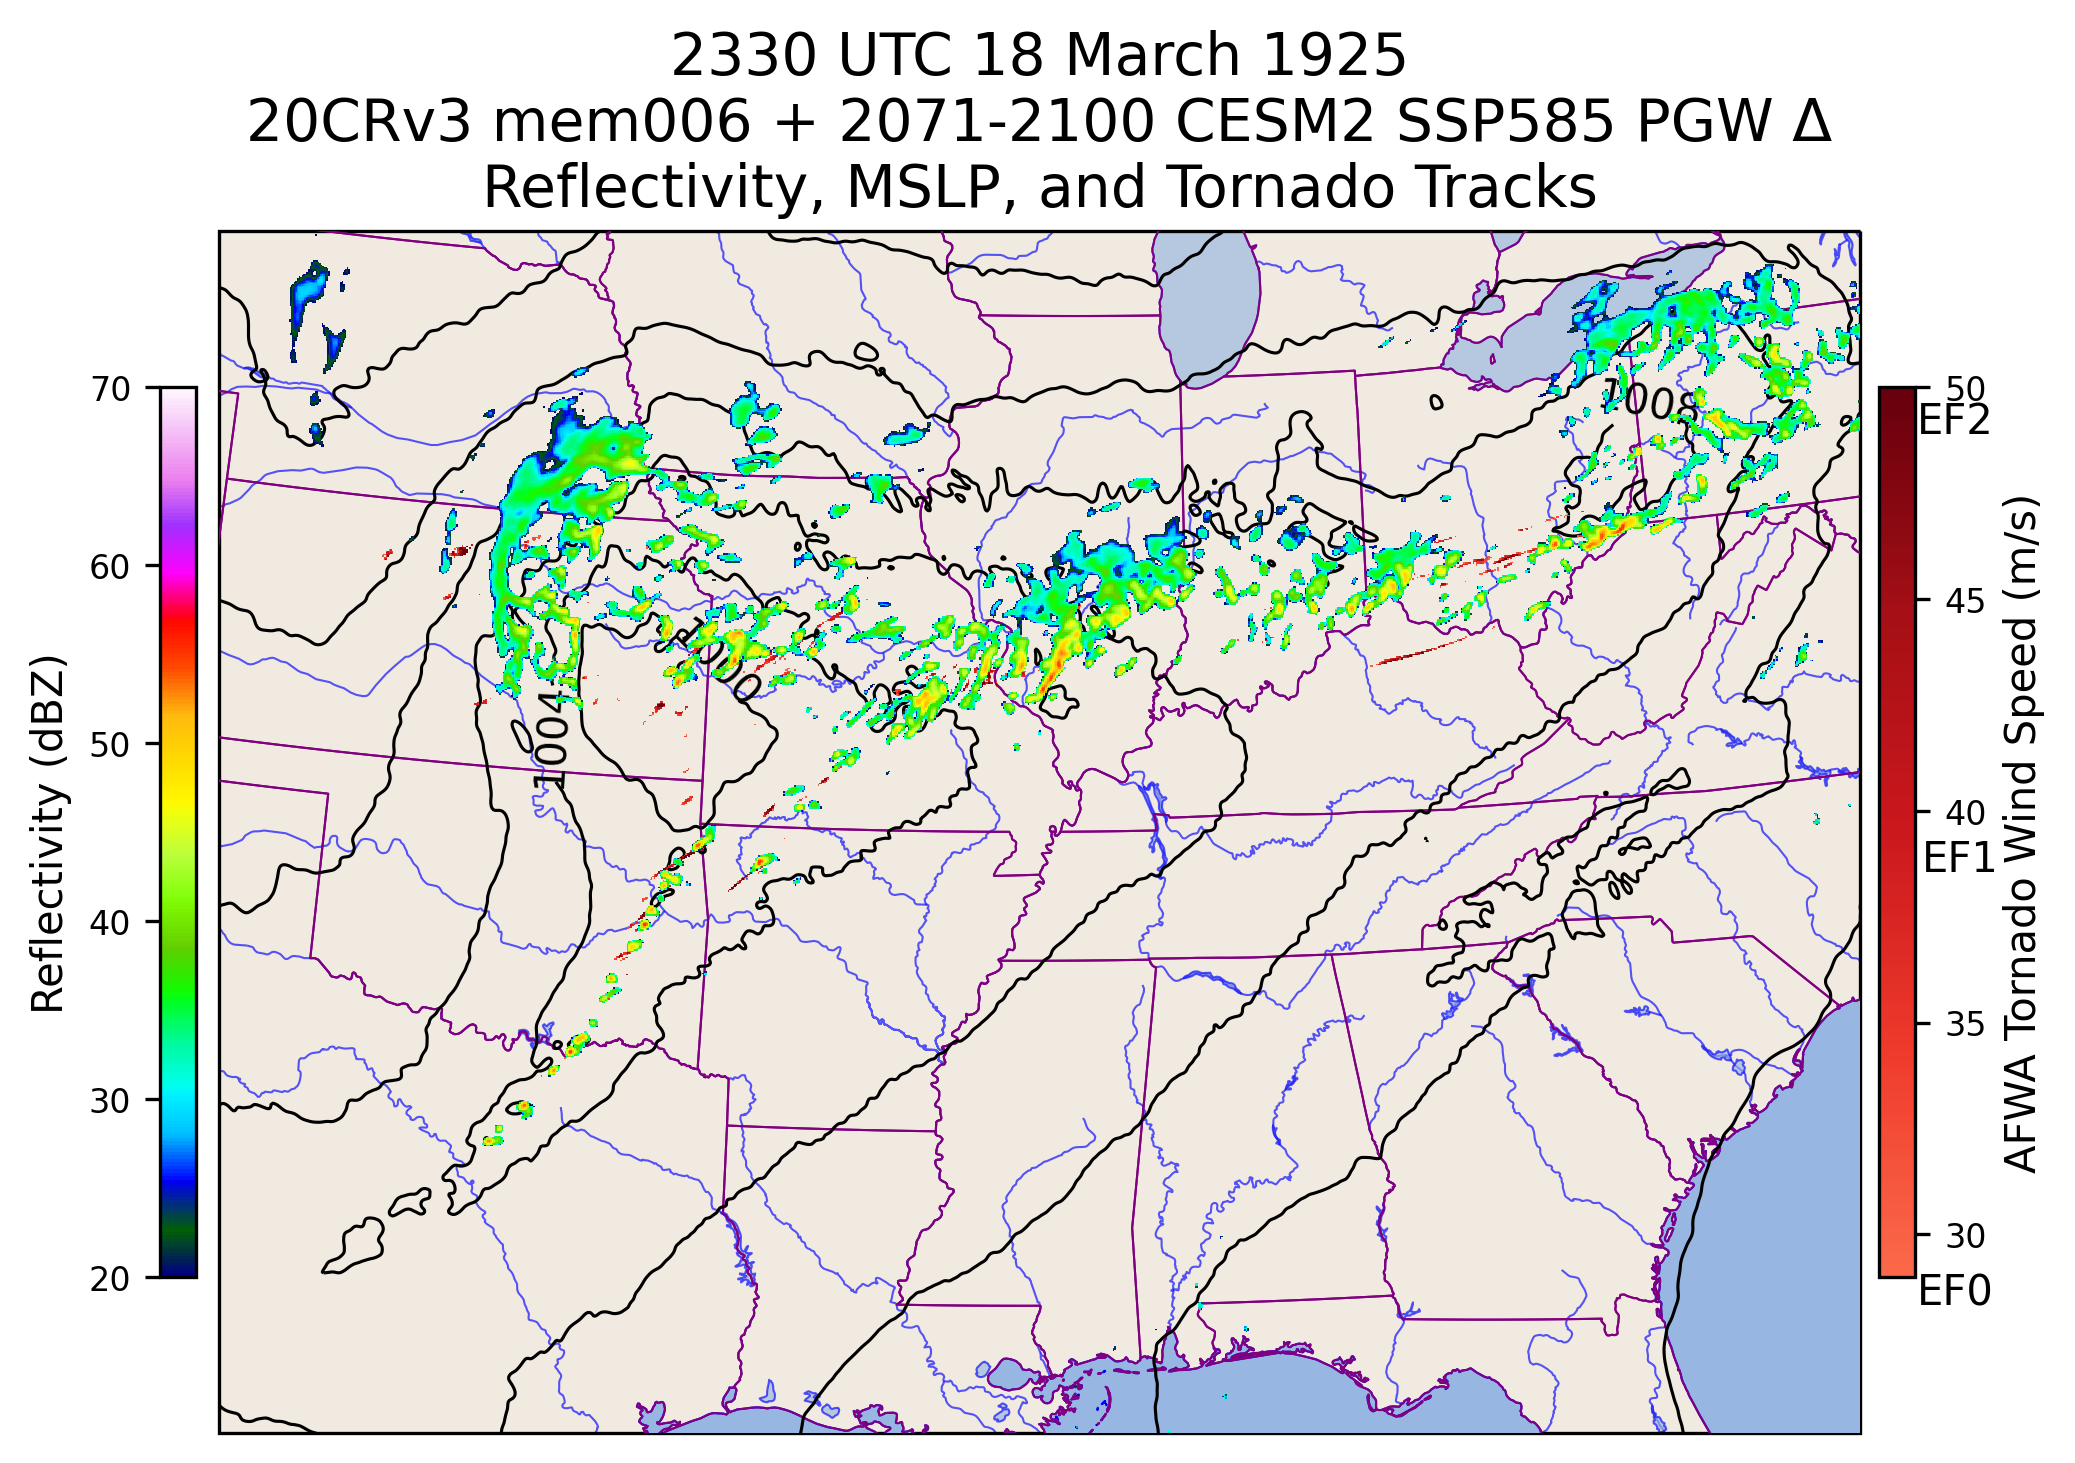 2330 UTC 18 March 1925
20CRv3 mem006 + 2071-2100 CESM2 SSP585 PGW Δ
Reflectivity, MSLP, and Tornado Tracks
Reflectivity (dBZ)
70
60
50
40
30
20
1008
1000
1004
50
EF2
45
40
EF1
35
30
EF0
AFWA Tornado Wind Speed (m/s)